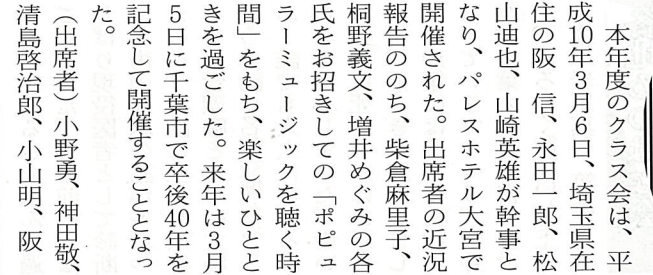 本年度のクラス会は、平
成10年3月6日、埼玉県在
住の阪　信、永田一郎、松
山迪也、山崎英雄が幹事と
なり、パレスホテル大宮で
開催された。出席者の近況
報告ののち、柴倉麻里子、
桐野義文、増井めぐみの各
氏をお招きしての「ポピュ
ラーミュージックを聴く時
間」をもち、楽しいひとと
きを過ごした。来年は3月
5日に千葉市で卒後40年を
記念して開催することとなっ
た。
（出席者）小野勇、神田敬、
清島啓治郎、小山明、阪